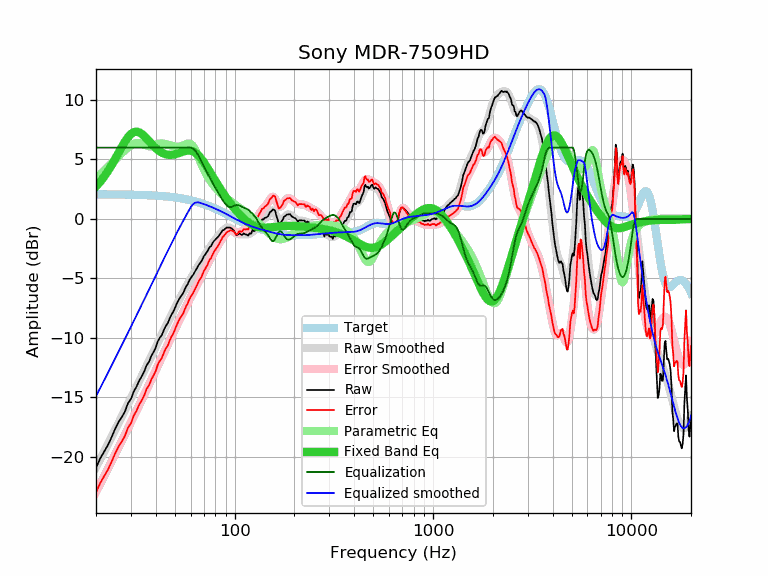 Sony MDR-7509HD
10
5
0
−5
−10
−15
−20
Amplitude (dBr)
Target
Raw Smoothed
Error Smoothed
Raw
Error
Parametric Eq
Fixed Band Eq
Equalization
Equalized smoothed
100
1000
10000
Frequency (Hz)